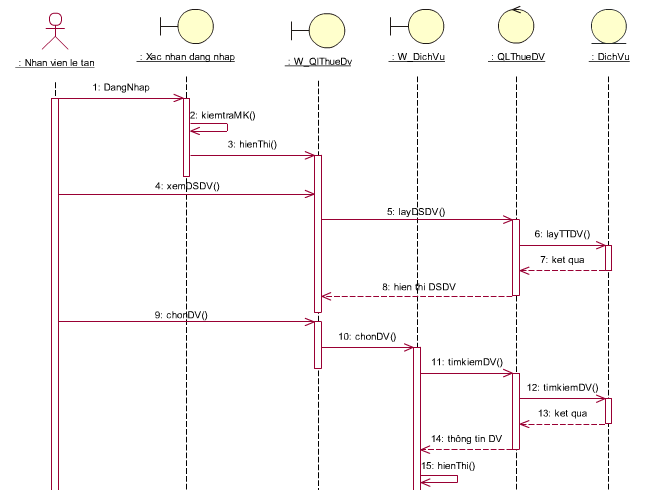 : Nhan vien le tan
: Xac nhan dang nhap
: W_QlThueDv
: W_DichVu
: QLThueDV
: DichVu
1: DangNhap
2: kiemtraMK()
3: hienThi()
4: xemDSDV()
5: layDSDV()
6: layTTDV()
7: ket qua
8: hien thi DSDV
9: chonDV()
10: chonDV()
11: timkiemDV()
12: timkiemDV()
13: ket qua
14: thông tin DV
15: hienThi()